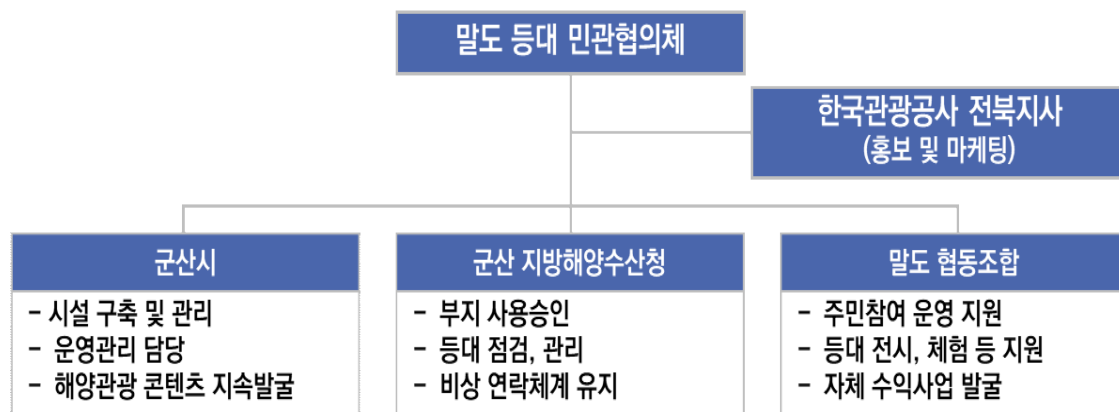 말도 등대 민관협의체
한국관광공사 전북지사
(홍보 및 마케팅)
군산시
- 시설 구축 및 관리
- 운영관리 담당
- 해양관광 콘텐츠 지속발굴
군산 지방해양수산청
- 부지 사용승인
- 등대 점검, 관리
- 비상 연락체계 유지
말도 협동조합
- 주민참여 운영 지원
- 등대 전시, 체험 등 지원
- 자체 수익사업 발굴